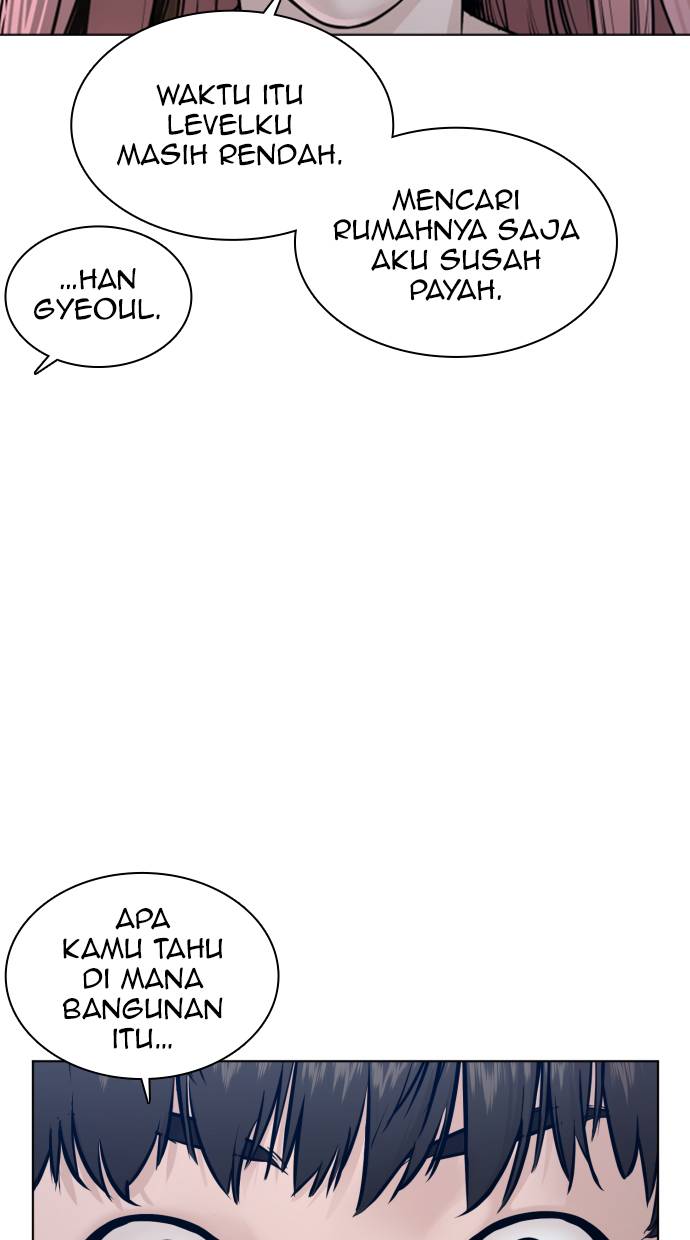 WAKTU ITU
LEVELKU
MASIH RENDAH.
MENCARI
RUMAHNYA SAJA
AKU SUSAH
PAYAH.
...HAN
GYEOUL.
APA
KAMU TAHU
DI MANA
BANGUNAN
ITU...